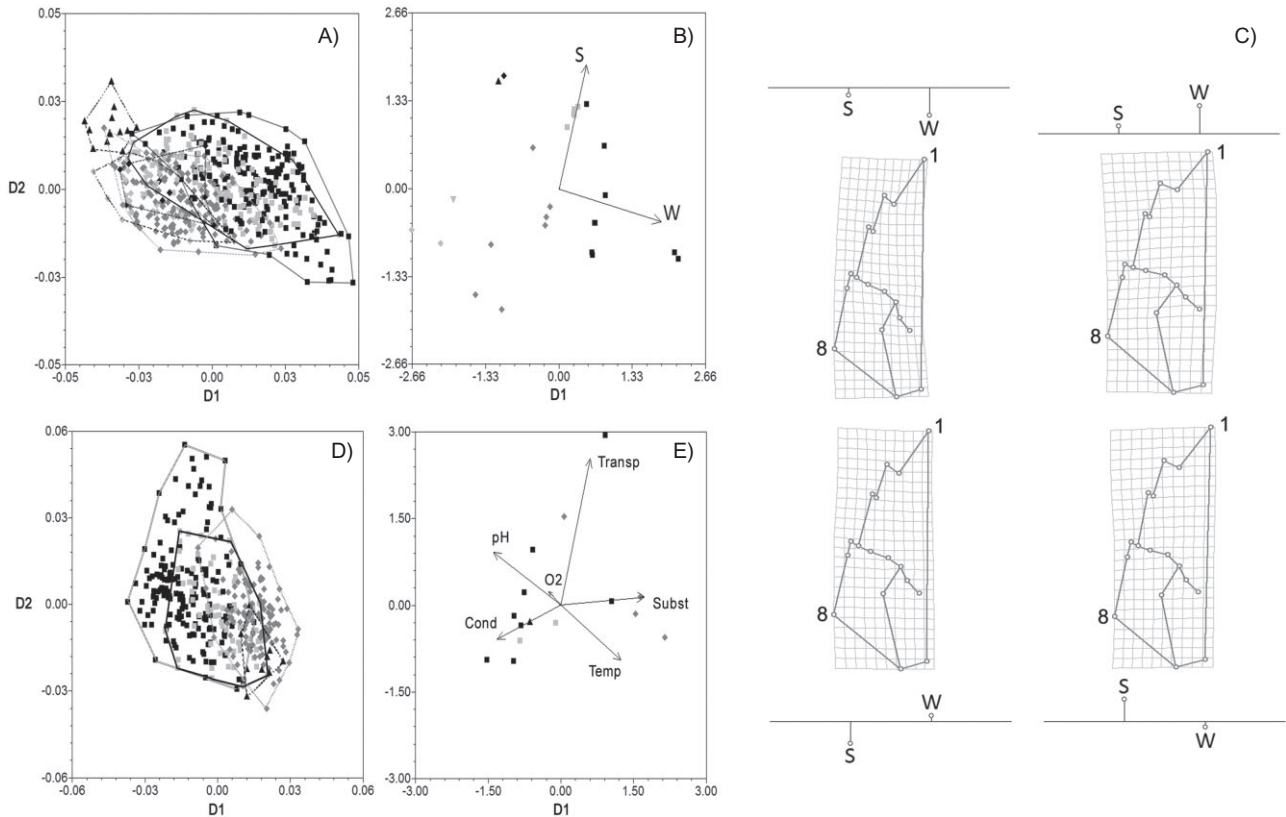 A)
0.05
0.03
0.00
-0.03
-0.05
D2
-0.05 -0.03 0.00 0.03 0.05
D1
B)
2.66
1.33
0.00
-1.33
-2.66
S
W
-2.66 -1.33 0.00 1.33 2.66
D1
C)
S
W
S
W
1
8
1
8
1
8
1
8
S
W
S
W
D)
0.06
0.03
0.00
-0.03
-0.06
D2
-0.06 -0.03 0.00 0.03 0.06
D1
E)
3.00
1.50
0.00
-1.50
-3.00
Transp
pH
O2
Subst
Cond
Temp
-3.00 -1.50 0.00 1.50 3.00
D1